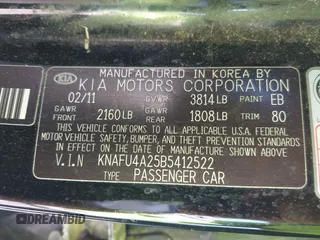 MANUFACTURED IN KOREA BY
KIA KIA MOTORS CORPORATION
02/11 GVWR 3814LB PAINT EB
GAWR FRONT 2160LB GAWR REAR 1808LB TRIM 80
THIS VEHICLE CONFORMS TO ALL APPLICABLE FEDERAL
MOTOR VEHICLE SAFETY, BUMPER, AND THEFT PREVENTION
STANDARDS IN EFFECT ON THE DATE OF
MANUFACTURE SHOWN ABOVE
V.I.N KNAFU4A25B5412522
TYPE: PASSENGER CAR
DREAMBID